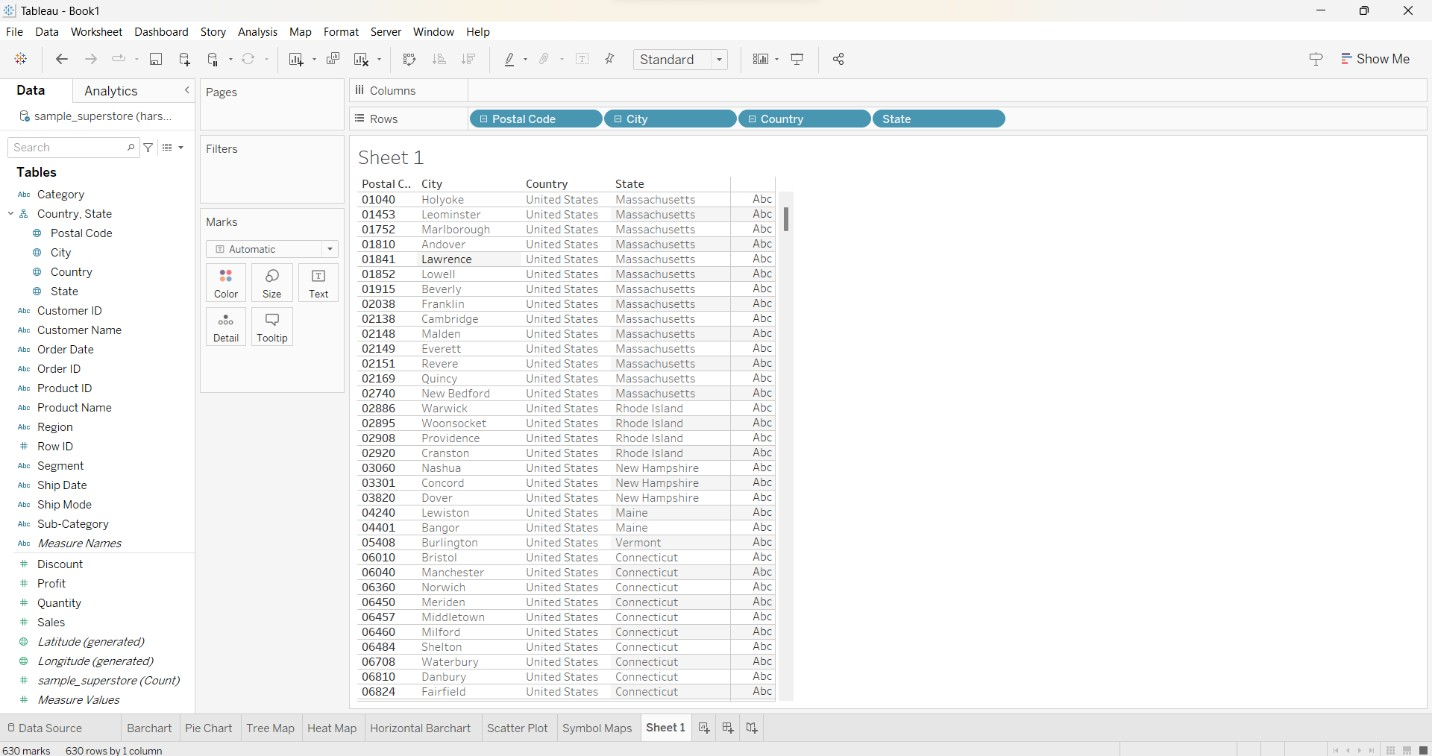 Tableau - Book1
File Data Worksheet Dashboard Story Analysis Map Format Server Window Help
Standard
Show Me
Data Analytics
sample_superstore (hars...
Search
Tables
Abc Category
Country, State
Postal Code
City
Country
State
Abc Customer ID
Abc Customer Name
Abc Order Date
Abc Order ID
Abc Product ID
Abc Product Name
Abc Region
# Row ID
Abc Segment
Abc Ship Date
Abc Ship Mode
Abc Sub-Category
Abc Measure Names
# Discount
# Profit
# Quantity
# Sales
Latitude (generated)
Longitude (generated)
# sample_superstore (Count)
# Measure Values
Pages
Filters
Marks
Automatic
Color Size Text
Detail Tooltip
Columns
Rows Postal Code City Country State
Sheet 1
Postal C.. City Country State
01040 Holyoke United States Massachusetts Abc
01453 Leominster United States Massachusetts Abc
01752 Marlborough United States Massachusetts Abc
01810 Andover United States Massachusetts Abc
01841 Lawrence United States Massachusetts Abc
01852 Lowell United States Massachusetts Abc
01915 Beverly United States Massachusetts Abc
02038 Franklin United States Massachusetts Abc
02138 Cambridge United States Massachusetts Abc
02148 Malden United States Massachusetts Abc
02149 Everett United States Massachusetts Abc
02151 Revere United States Massachusetts Abc
02169 Quincy United States Massachusetts Abc
02740 New Bedford United States Massachusetts Abc
02886 Warwick United States Rhode Island Abc
02895 Woonsocket United States Rhode Island Abc
02908 Providence United States Rhode Island Abc
02920 Cranston United States Rhode Island Abc
03060 Nashua United States New Hampshire Abc
03301 Concord United States New Hampshire Abc
03820 Dover United States New Hampshire Abc
04240 Lewiston United States Maine Abc
04401 Bangor United States Maine Abc
05408 Burlington United States Vermont Abc
06010 Bristol United States Connecticut Abc
06040 Manchester United States Connecticut Abc
06360 Norwich United States Connecticut Abc
06450 Meriden United States Connecticut Abc
06457 Middletown United States Connecticut Abc
06460 Milford United States Connecticut Abc
06484 Shelton United States Connecticut Abc
06708 Waterbury United States Connecticut Abc
06810 Danbury United States Connecticut Abc
06824 Fairfield United States Connecticut Abc
Data Source Barchart Pie Chart Tree Map Heat Map Horizontal Barchart Scatter Plot Symbol Maps Sheet 1
630 marks 630 rows by 1 column